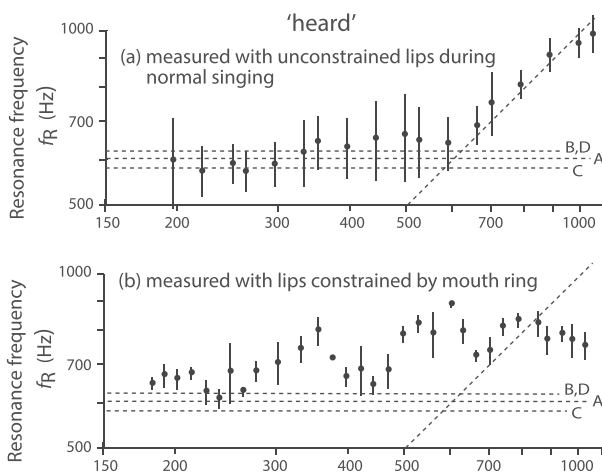 'heard'
(a) measured with unconstrained lips during
normal singing
Resonance frequency
fR (Hz)
1000
700
500
B,D
A
C
150 200 300 400 500 700 1000
(b) measured with lips constrained by mouth ring
Resonance frequency
fR (Hz)
1000
700
500
B,D
A
C
150 200 300 400 500 700 1000